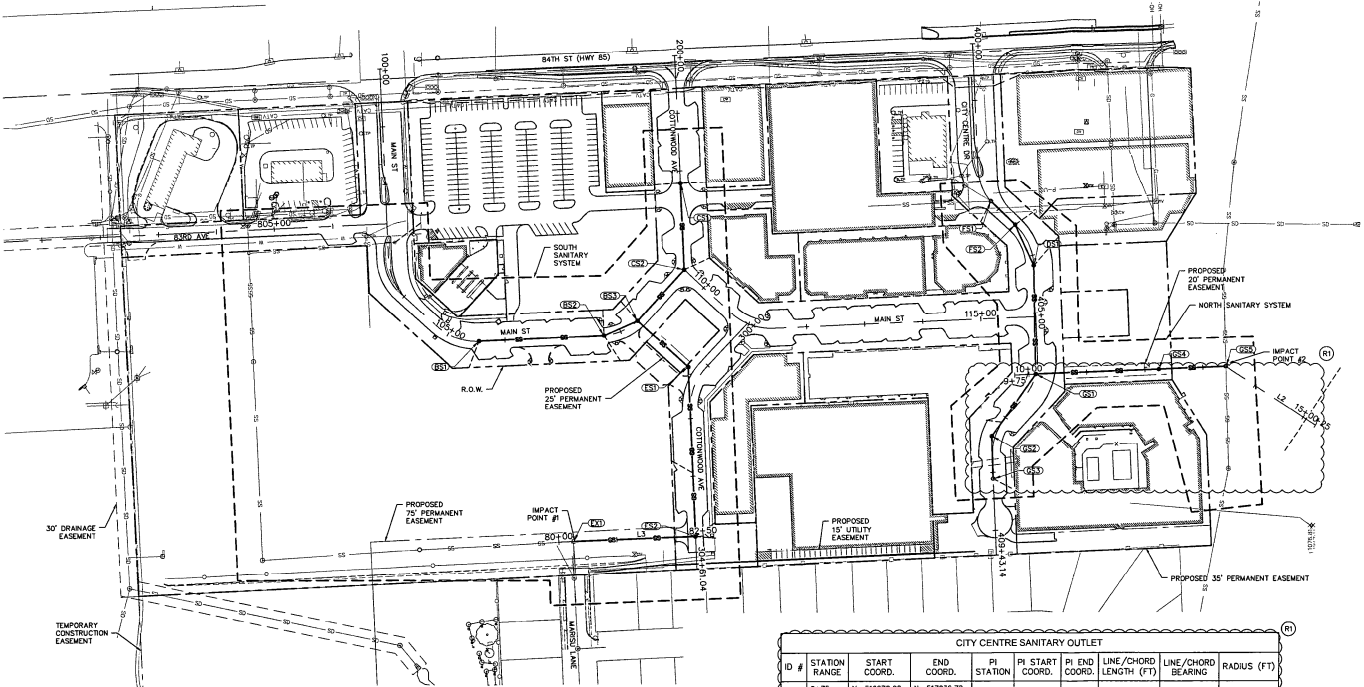 84TH ST (HWY 85)
100+00
200+00
400+00
MAIN ST
COTTONWOOD AVE
CITY CENTRE DR
83RD AVE
805+00
SOUTH
SANITARY
SYSTEM
CS1
CS2
FS1
FS2
DS1
BS3
BS2
BS1
110+00
105+00
MAIN ST
MAIN ST
115+00
405+00
PROPOSED
20' PERMANENT
EASEMENT
NORTH SANITARY SYSTEM
GS4
GS5
IMPACT
POINT #2
R1
R.O.W.
PROPOSED
25' PERMANENT
EASEMENT
ES1
10+00
9+75
GS1
GS2
GS3
L2
COTTONWOOD AVE
PROPOSED
75' PERMANENT
EASEMENT
IMPACT
POINT #1
EX1
ES2
80+00
L3
82+50
304+61.04
PROPOSED
15' UTILITY
EASEMENT
409+43.14
30' DRAINAGE
EASEMENT
PROPOSED 35' PERMANENT EASEMENT
TEMPORARY
CONSTRUCTION
EASEMENT
MARSU LANE
R1
CITY CENTRE SANITARY OUTLET
ID # STATION RANGE START COORD. END COORD. PI STATION PI START COORD. PI END COORD. LINE/CHORD LENGTH (FT) LINE/CHORD BEARING RADIUS (FT)